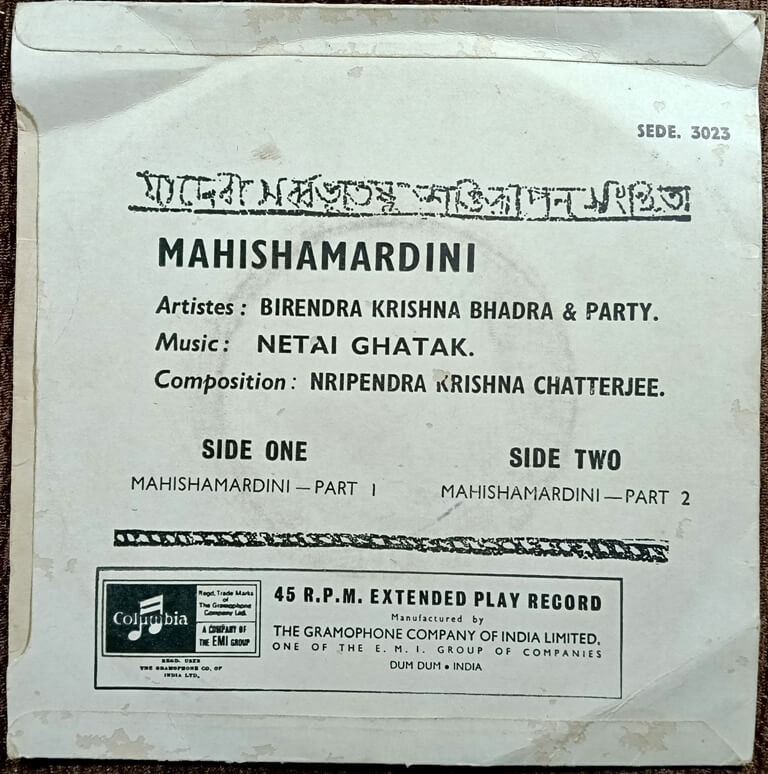 SEDE. 3023
যা দেবী সর্ব্বভূতেষু শক্তিরূপেন সংস্থিতা
MAHISHAMARDINI
Artistes : BIRENDRA KRISHNA BHADRA & PARTY.
Music : NETAI GHATAK.
Composition : NRIPENDRA KRISHNA CHATTERJEE.
SIDE ONE
MAHISHAMARDINI — PART 1
SIDE TWO
MAHISHAMARDINI — PART 2
Columbia
Regd. Trade Marks
of
The Gramophone
Company Ltd.
A COMPANY OF
THE EMI GROUP
REGD. USER
THE GRAMOPHONE CO. OF
INDIA LTD.
45 R.P.M. EXTENDED PLAY RECORD
Manufactured by
THE GRAMOPHONE COMPANY OF INDIA LIMITED.
ONE OF THE E. M. I. GROUP OF COMPANIES
DUM DUM • INDIA